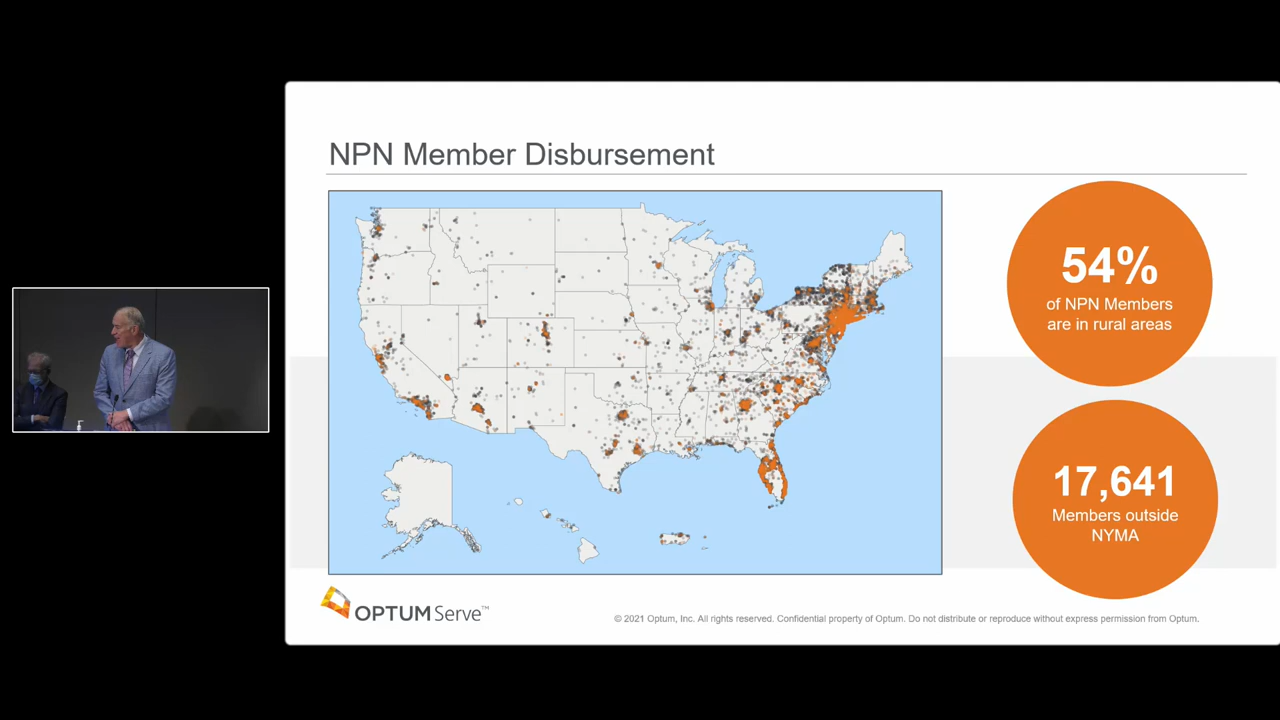 NPN Member Disbursement
54%
of NPN Members
are in rural areas
17,641
Members outside
NYMA
OPTUM Serve™
© 2021 Optum, Inc. All rights reserved. Confidential property of Optum. Do not distribute or reproduce without express permission from Optum.